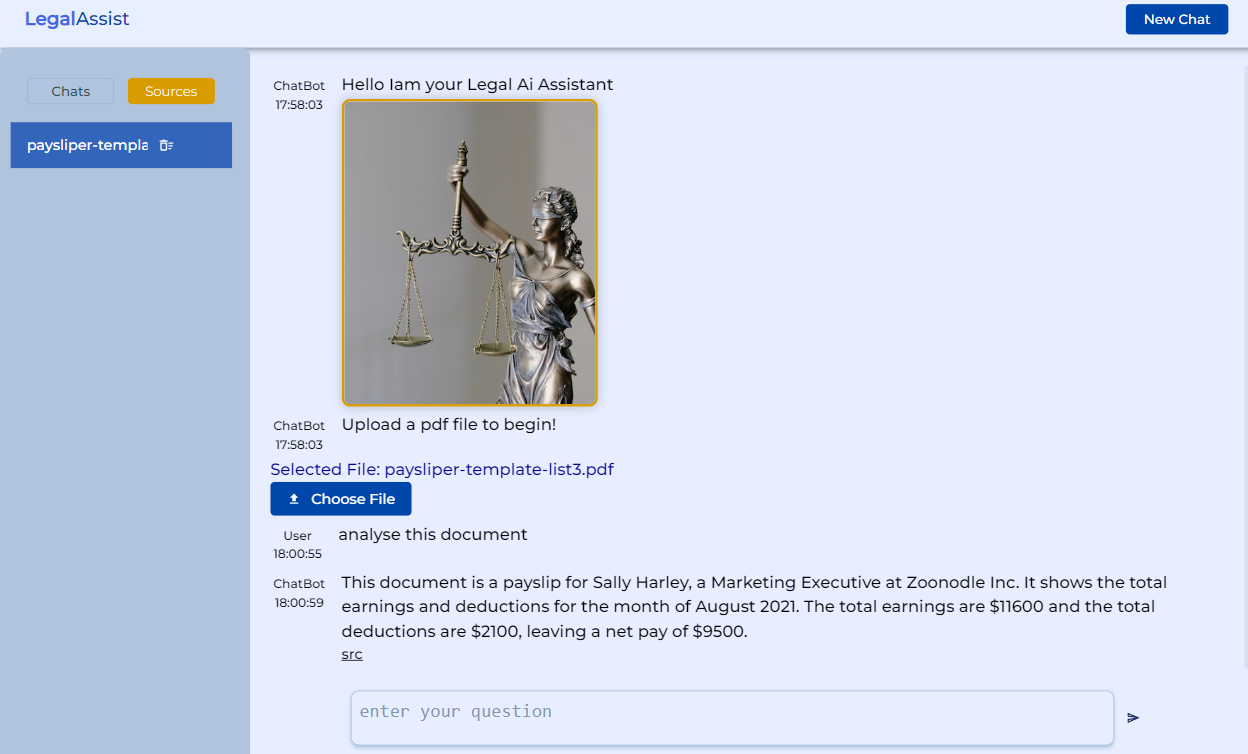 LegalAssist
New Chat
Chats
Sources
paysliper-templa
ChatBot
17:58:03
Hello Iam your Legal Ai Assistant
ChatBot
17:58:03
Upload a pdf file to begin!
Selected File: paysliper-template-list3.pdf
Choose File
User
18:00:55
analyse this document
ChatBot
18:00:59
This document is a payslip for Sally Harley, a Marketing Executive at Zoonodle Inc. It shows the total
earnings and deductions for the month of August 2021. The total earnings are $11600 and the total
deductions are $2100, leaving a net pay of $9500.
src
enter your question